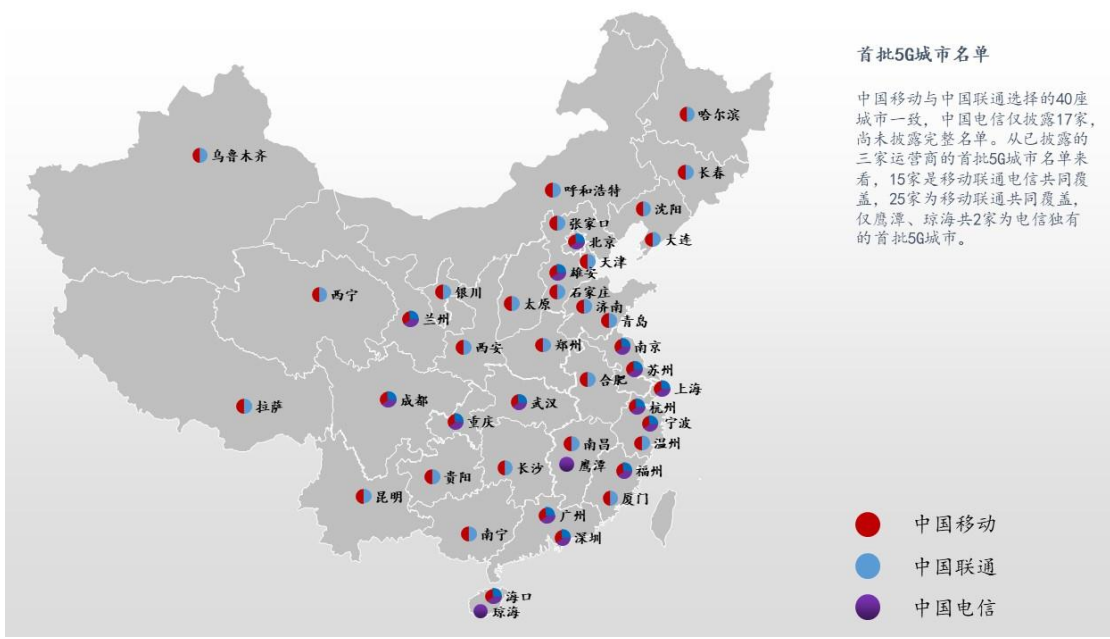 首批5G城市名单
中国移动与中国联通选择的40座
城市一致，中国电信仅披露17家，
尚未披露完整名单。从已披露的
三家运营商的首批5G城市名单来
看，15家是移动联通电信共同覆
盖，25家为移动联通共同覆盖，
仅鹰潭、琼海共2家为电信独有
的首批5G城市。
哈尔滨
乌鲁木齐
长春
呼和浩特
沈阳
张家口
大连
北京
天津
雄安
西宁
银川
石家庄
太原
济南
兰州
青岛
西安
郑州
南京
苏州
合肥
上海
成都
武汉
拉萨
杭州
重庆
宁波
南昌
温州
鹰潭
长沙
福州
贵阳
昆明
厦门
广州
南宁
深圳
海口
琼海
中国移动
中国联通
中国电信